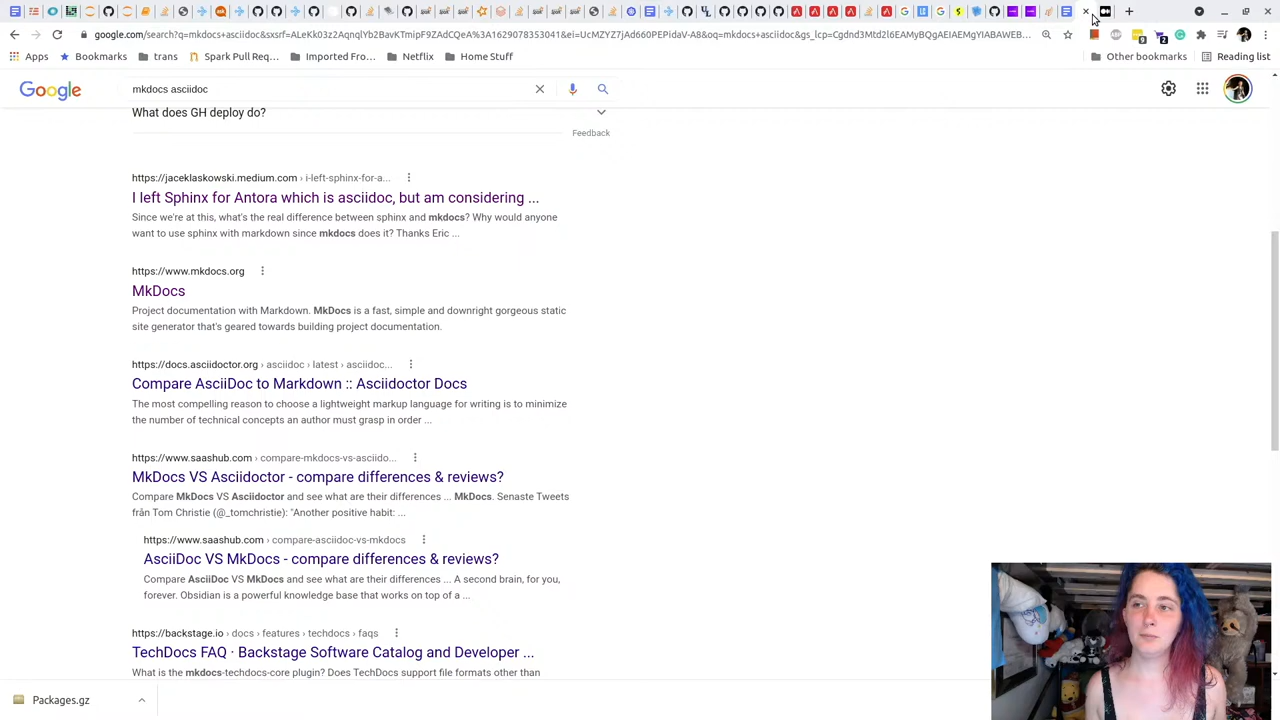 google.com/search?q=mkdocs+asciidoc&sxsrf=ALeKk03z2AqnqlYb2BavKTmipF9ZAdCQeA%3A1629078353041&ei=UcMZYZ7jAd660PEPidaV-A8&oq=mkdocs+asciidoc&gs_lcp=Cgdnd3Mtd2l6EAMyBQgAEIAEMgYIABAWEB...
Apps
Bookmarks
trans
Spark Pull Req...
Imported Fro...
Netflix
Home Stuff
Other bookmarks
Reading list
Google
mkdocs asciidoc
What does GH deploy do?
Feedback
https://jaceklaskowski.medium.com › i-left-sphinx-for-a...
I left Sphinx for Antora which is asciidoc, but am considering ...
Since we're at this, what's the real difference between sphinx and mkdocs? Why would anyone
want to use sphinx with markdown since mkdocs does it? Thanks Eric ...
https://www.mkdocs.org
MkDocs
Project documentation with Markdown. MkDocs is a fast, simple and downright gorgeous static
site generator that's geared towards building project documentation.
https://docs.asciidoctor.org › asciidoc › latest › asciidoc...
Compare AsciiDoc to Markdown :: Asciidoctor Docs
The most compelling reason to choose a lightweight markup language for writing is to minimize
the number of technical concepts an author must grasp in order ...
https://www.saashub.com › compare-mkdocs-vs-asciido...
MkDocs VS Asciidoctor - compare differences & reviews?
Compare MkDocs VS Asciidoctor and see what are their differences ... MkDocs. Senaste Tweets
från Tom Christie (@_tomchristie): "Another positive habit: ...
https://www.saashub.com › compare-asciidoc-vs-mkdocs
AsciiDoc VS MkDocs - compare differences & reviews?
Compare AsciiDoc VS MkDocs and see what are their differences ... A second brain, for you,
forever. Obsidian is a powerful knowledge base that works on top of a ...
https://backstage.io › docs › features › techdocs › faqs
TechDocs FAQ · Backstage Software Catalog and Developer ...
What is the mkdocs-techdocs-core plugin? Does TechDocs support file formats other than
Packages.gz